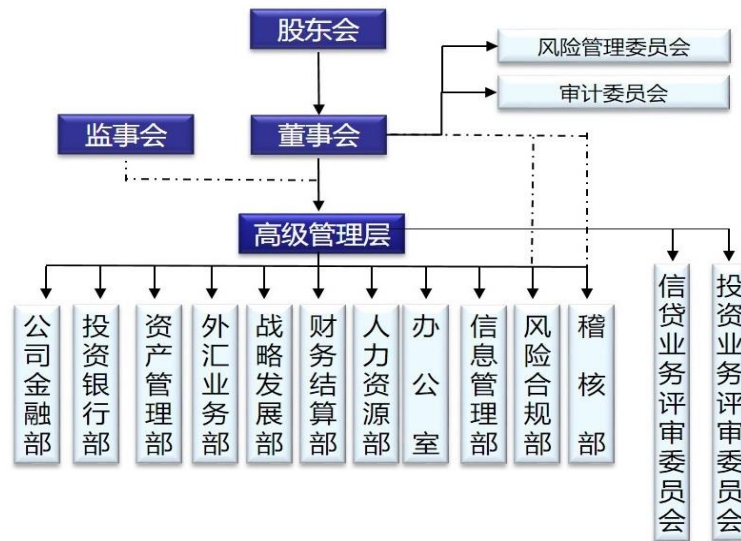 股东会
风险管理委员会
审计委员会
监事会
董事会
高级管理层
公司金融部
投资银行部
资产管理部
外汇业务部
战略发展部
财务结算部
人力资源部
办公室
信息管理部
风险合规部
稽核部
信贷业务评审委员会
投资业务评审委员会